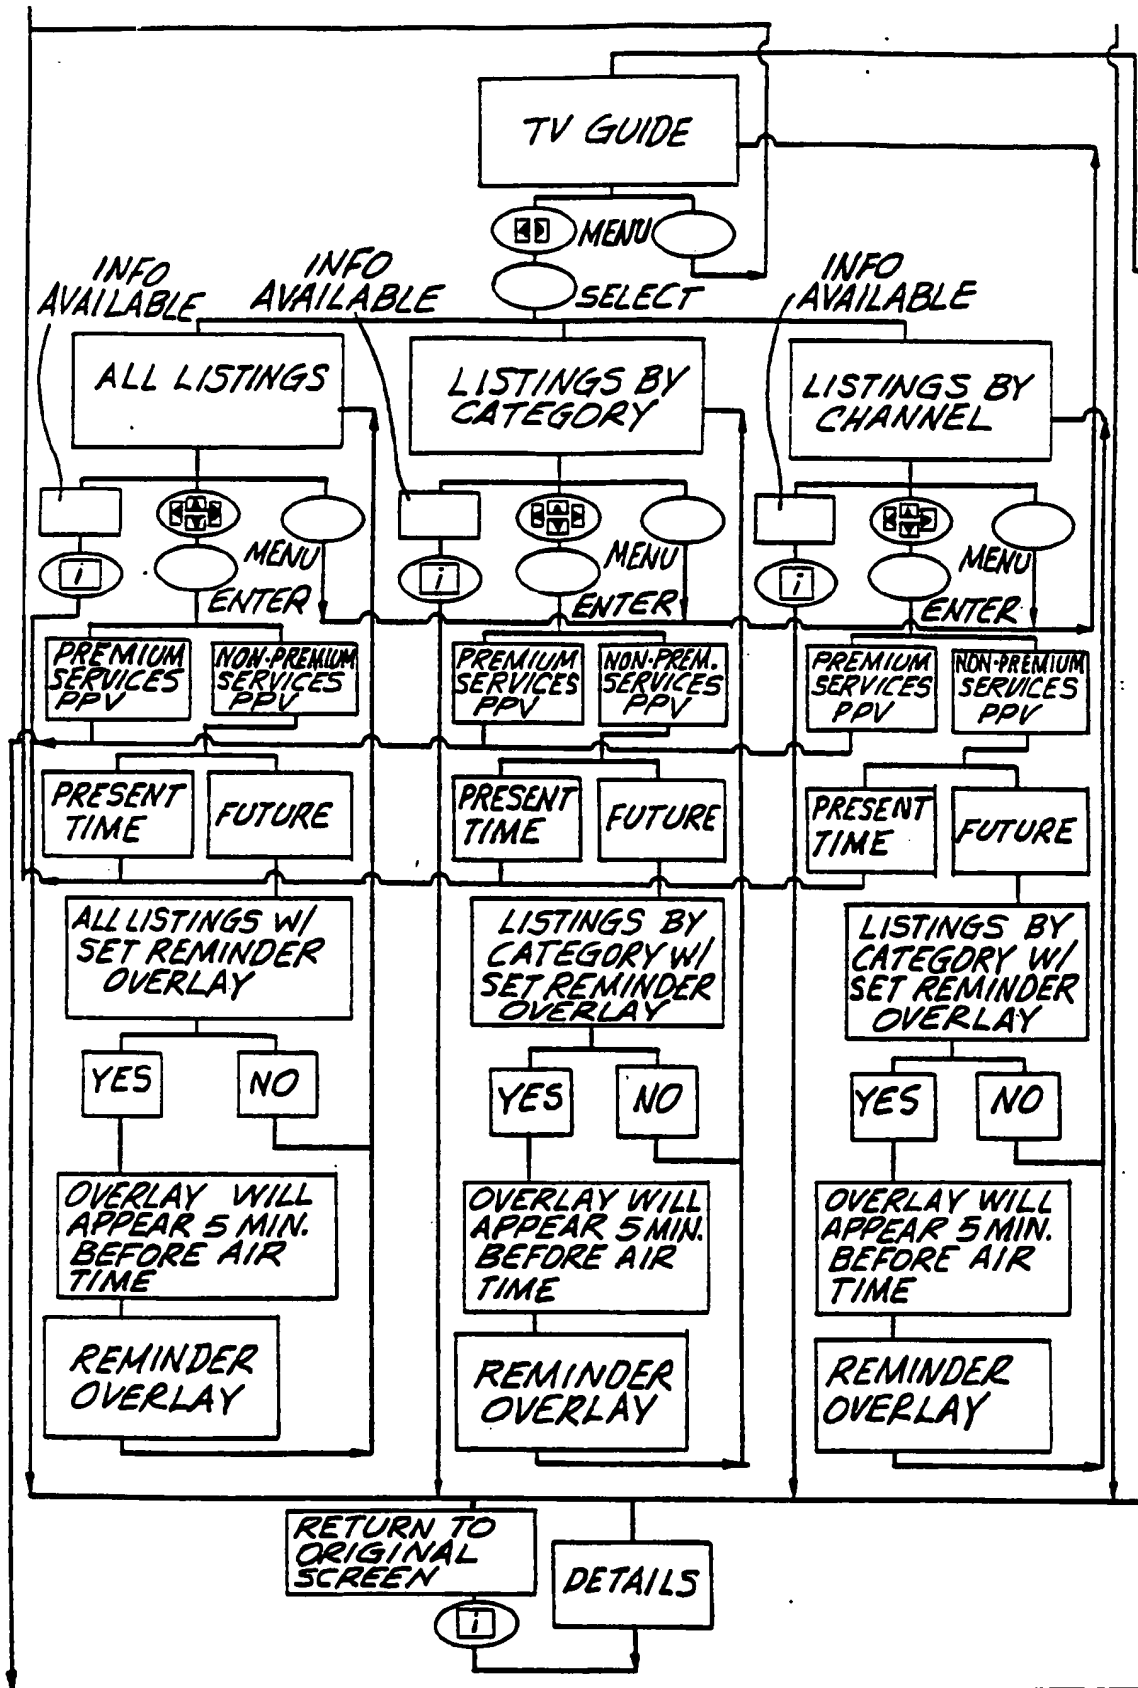 TV GUIDE
MENU
SELECT
INFO
AVAILABLE
INFO
AVAILABLE
INFO
AVAILABLE
ALL LISTINGS
LISTINGS BY
CATEGORY
LISTINGS BY
CHANNEL
i
MENU
ENTER
i
MENU
ENTER
i
MENU
ENTER
PREMIUM
SERVICES
PPV
NON-PREMIUM
SERVICES
PPV
PREMIUM
SERVICES
PPV
NON-PREM.
SERVICES
PPV
PREMIUM
SERVICES
PPV
NON-PREMIUM
SERVICES
PPV
PRESENT
TIME
FUTURE
PRESENT
TIME
FUTURE
PRESENT
TIME
FUTURE
ALL LISTINGS W/
SET REMINDER
OVERLAY
LISTINGS BY
CATEGORY W/
SET REMINDER
OVERLAY
LISTINGS BY
CATEGORY W/
SET REMINDER
OVERLAY
YES
NO
YES
NO
YES
NO
OVERLAY WILL
APPEAR 5 MIN.
BEFORE AIR
TIME
OVERLAY WILL
APPEAR 5 MIN.
BEFORE AIR
TIME
OVERLAY WILL
APPEAR 5 MIN.
BEFORE AIR
TIME
REMINDER
OVERLAY
REMINDER
OVERLAY
REMINDER
OVERLAY
RETURN TO
ORIGINAL
SCREEN
i
DETAILS